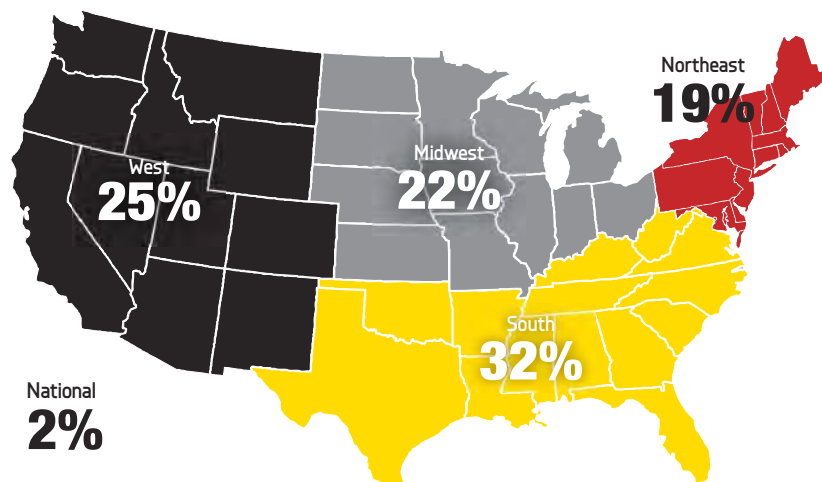 Northeast
19%
West
25%
Midwest
22%
South
32%
National
2%